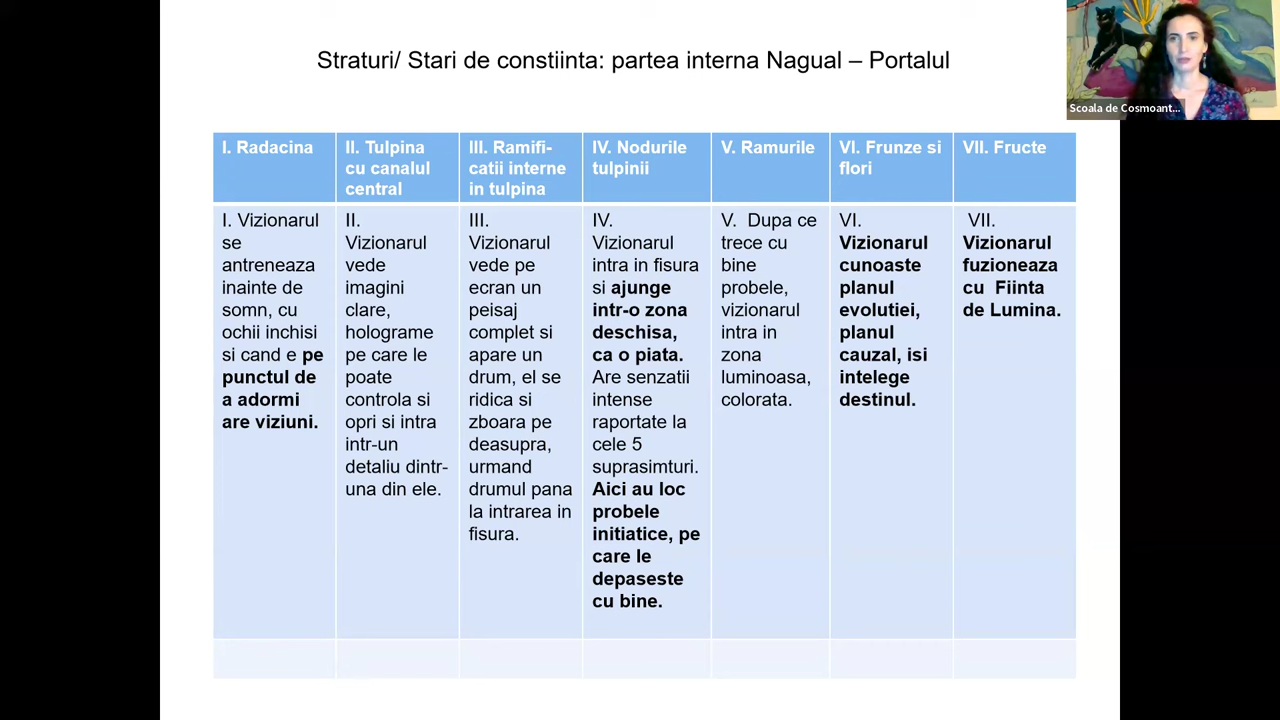 Straturi/ Stari de constiinta: partea interna Nagual – Portalul
Scoala de Cosmoant...
I. Radacina
II. Tulpina
cu canalul
central
III. Ramifi-
catii interne
in tulpina
IV. Nodurile
tulpinii
V. Ramurile
VI. Frunze si
flori
VII. Fructe
I. Vizionarul
se
antreneaza
inainte de
somn, cu
ochii inchisi
si cand e pe
punctul de
a adormi
are viziuni.
II.
Vizionarul
vede
imagini
clare,
holograme
pe care le
poate
controla si
opri si intra
intr-un
detaliu dintr-
una din ele.
III.
Vizionarul
vede pe
ecran un
peisaj
complet si
apare un
drum, el se
ridica si
zboara pe
deasupra,
urmand
drumul pana
la intrarea in
fisura.
IV.
Vizionarul
intra in fisura
si ajunge
intr-o zona
deschisa,
ca o piata.
Are senzatii
intense
raportate la
cele 5
suprasimturi.
Aici au loc
probele
initiatice, pe
care le
depaseste
cu bine.
V. Dupa ce
trece cu
bine
probele,
vizionarul
intra in
zona
luminoasa,
colorata.
VI.
Vizionarul
cunoaste
planul
evolutiei,
planul
cauzal, isi
intelege
destinul.
VII.
Vizionarul
fuzioneaza
cu Fiinta
de Lumina.